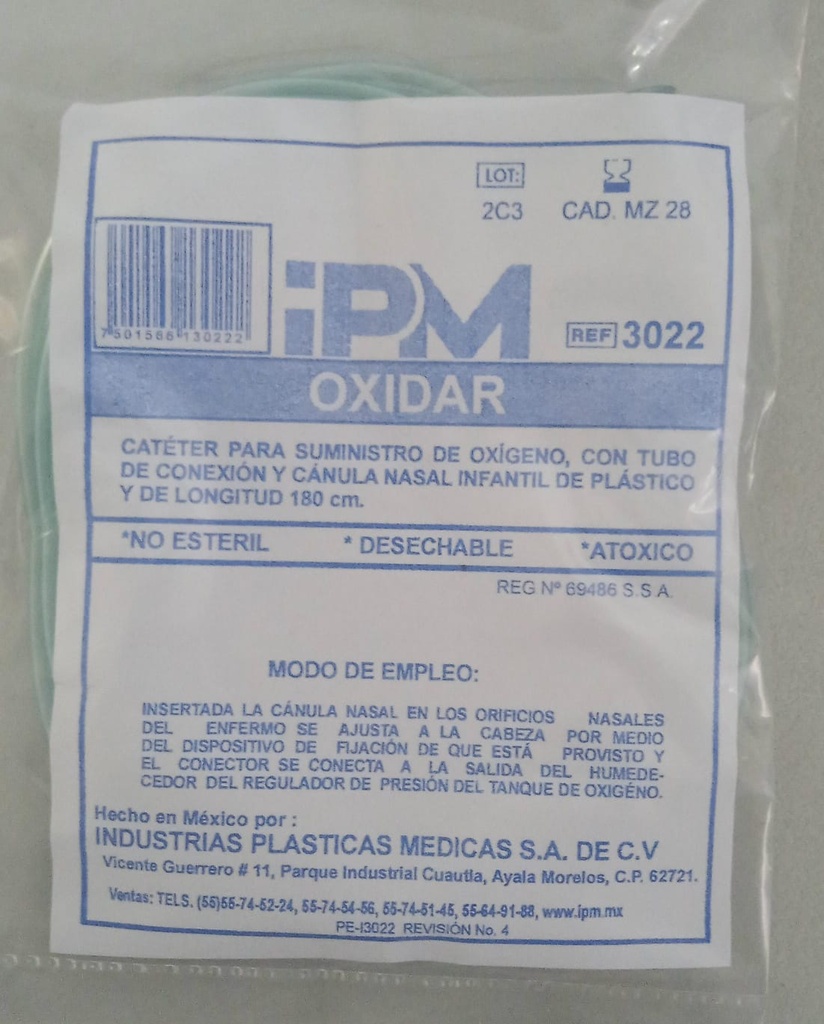 LOT:
2C3 CAD. MZ 28
7 501566 130222
iPM
REF 3022
OXIDAR
CATÉTER PARA SUMINISTRO DE OXÍGENO, CON TUBO
DE CONEXIÓN Y CÁNULA NASAL INFANTIL DE PLÁSTICO
Y DE LONGITUD 180 cm.
*NO ESTERIL * DESECHABLE *ATOXICO
REG Nº 69486 S.S.A.
MODO DE EMPLEO:
INSERTADA LA CÁNULA NASAL EN LOS ORIFICIOS NASALES
DEL ENFERMO SE AJUSTA A LA CABEZA POR MEDIO
DEL DISPOSITIVO DE FIJACIÓN DE QUE ESTÁ PROVISTO Y
EL CONECTOR SE CONECTA A LA SALIDA DEL HUMEDE-
CEDOR DEL REGULADOR DE PRESIÓN DEL TANQUE DE OXIGÉNO.
Hecho en México por :
INDUSTRIAS PLASTICAS MEDICAS S.A. DE C.V
Vicente Guerrero # 11, Parque Industrial Cuautla, Ayala Morelos, C.P. 62721.
Ventas: TELS. (55)55-74-52-24, 55-74-54-56, 55-74-51-45, 55-64-91-88, www.ipm.mx
PE-I3022 REVISIÓN No. 4